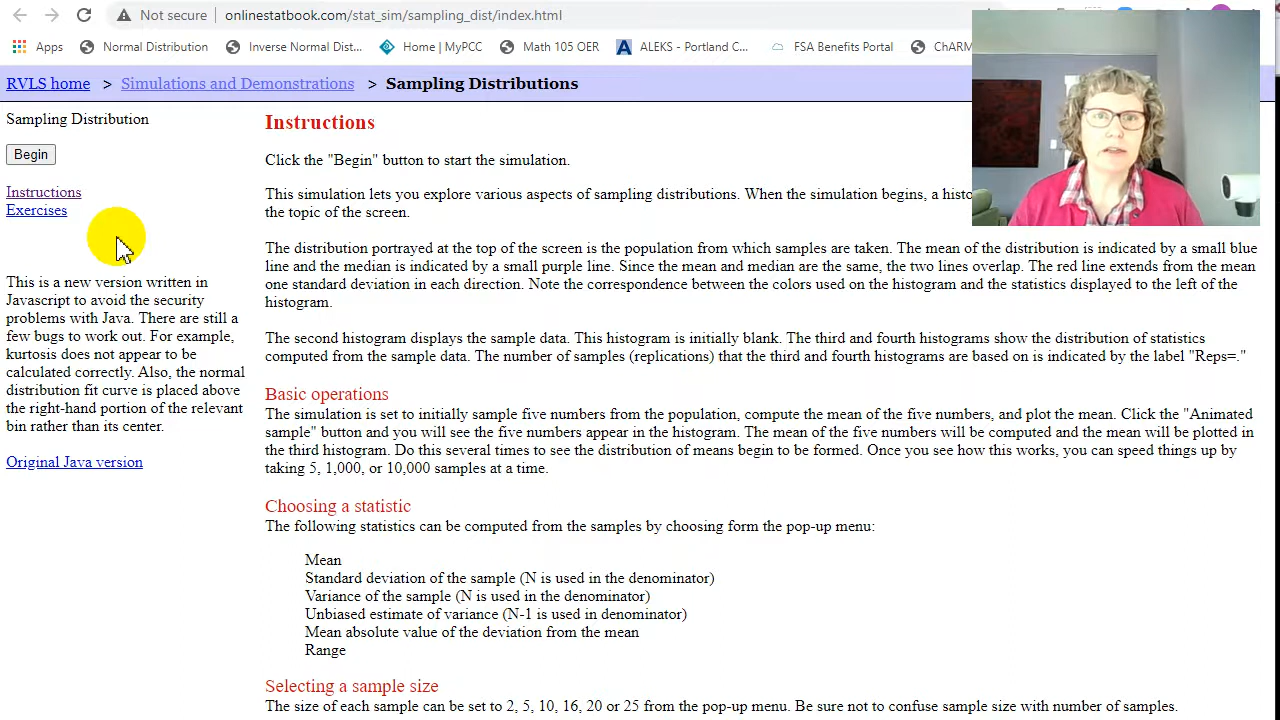 Not secure | onlinestatbook.com/stat_sim/sampling_dist/index.html
Apps Normal Distribution Inverse Normal Dist... Home | MyPCC Math 105 OER ALEKS - Portland C... FSA Benefits Portal ChARM
RVLS home > Simulations and Demonstrations > Sampling Distributions
Sampling Distribution
Begin
Instructions
Exercises
This is a new version written in
Javascript to avoid the security
problems with Java. There are still a
few bugs to work out. For example,
kurtosis does not appear to be
calculated correctly. Also, the normal
distribution fit curve is placed above
the right-hand portion of the relevant
bin rather than its center.
Original Java version
Instructions
Click the "Begin" button to start the simulation.
This simulation lets you explore various aspects of sampling distributions. When the simulation begins, a
the topic of the screen.
The distribution portrayed at the top of the screen is the population from which samples are taken. The mean of the distribution is indicated by a small blue
line and the median is indicated by a small purple line. Since the mean and median are the same, the two lines overlap. The red line extends from the mean
one standard deviation in each direction. Note the correspondence between the colors used on the histogram and the statistics displayed to the left of the
histogram.
The second histogram displays the sample data. This histogram is initially blank. The third and fourth histograms show the distribution of statistics
computed from the sample data. The number of samples (replications) that the third and fourth histograms are based on is indicated by the label "Reps=."
Basic operations
The simulation is set to initially sample five numbers from the population, compute the mean of the five numbers, and plot the mean. Click the "Animated
sample" button and you will see the five numbers appear in the histogram. The mean of the five numbers will be computed and the mean will be plotted in
the third histogram. Do this several times to see the distribution of means begin to be formed. Once you see how this works, you can speed things up by
taking 5, 1,000, or 10,000 samples at a time.
Choosing a statistic
The following statistics can be computed from the samples by choosing form the pop-up menu:
Mean
Standard deviation of the sample (N is used in the denominator)
Variance of the sample (N is used in the denominator)
Unbiased estimate of variance (N-1 is used in denominator)
Mean absolute value of the deviation from the mean
Range
Selecting a sample size
The size of each sample can be set to 2, 5, 10, 16, 20 or 25 from the pop-up menu. Be sure not to confuse sample size with number of samples.